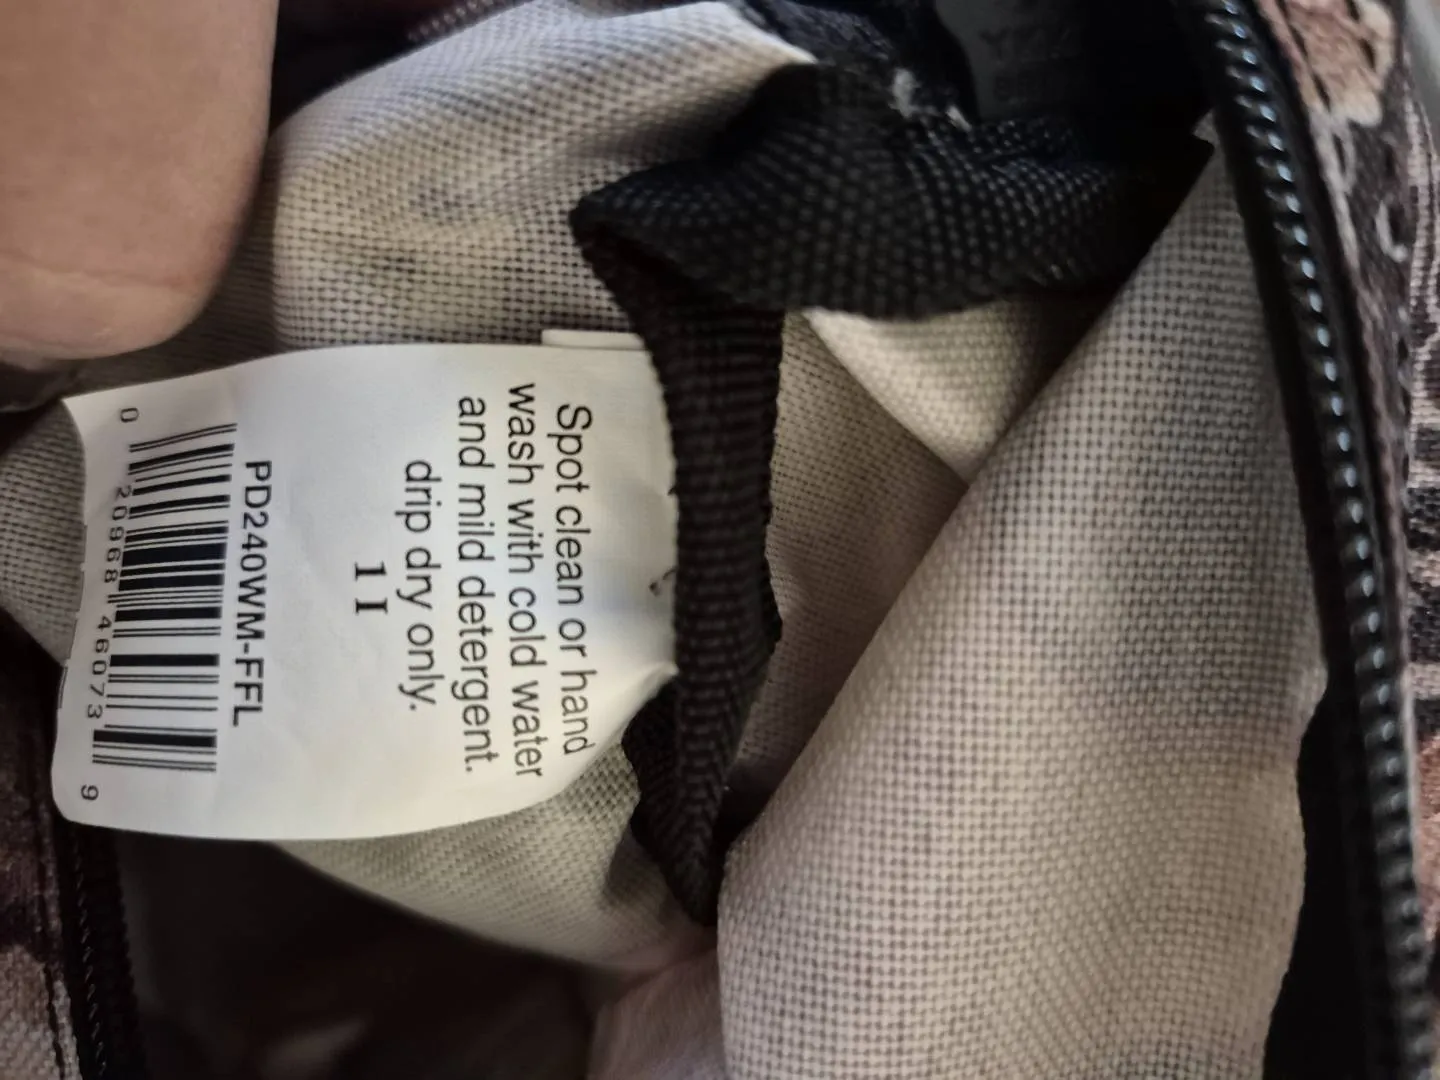 Spot clean or hand
wash with cold water
and mild detergent.
drip dry only.
1 I
PD240WM-FFL
0 20968 46073 9